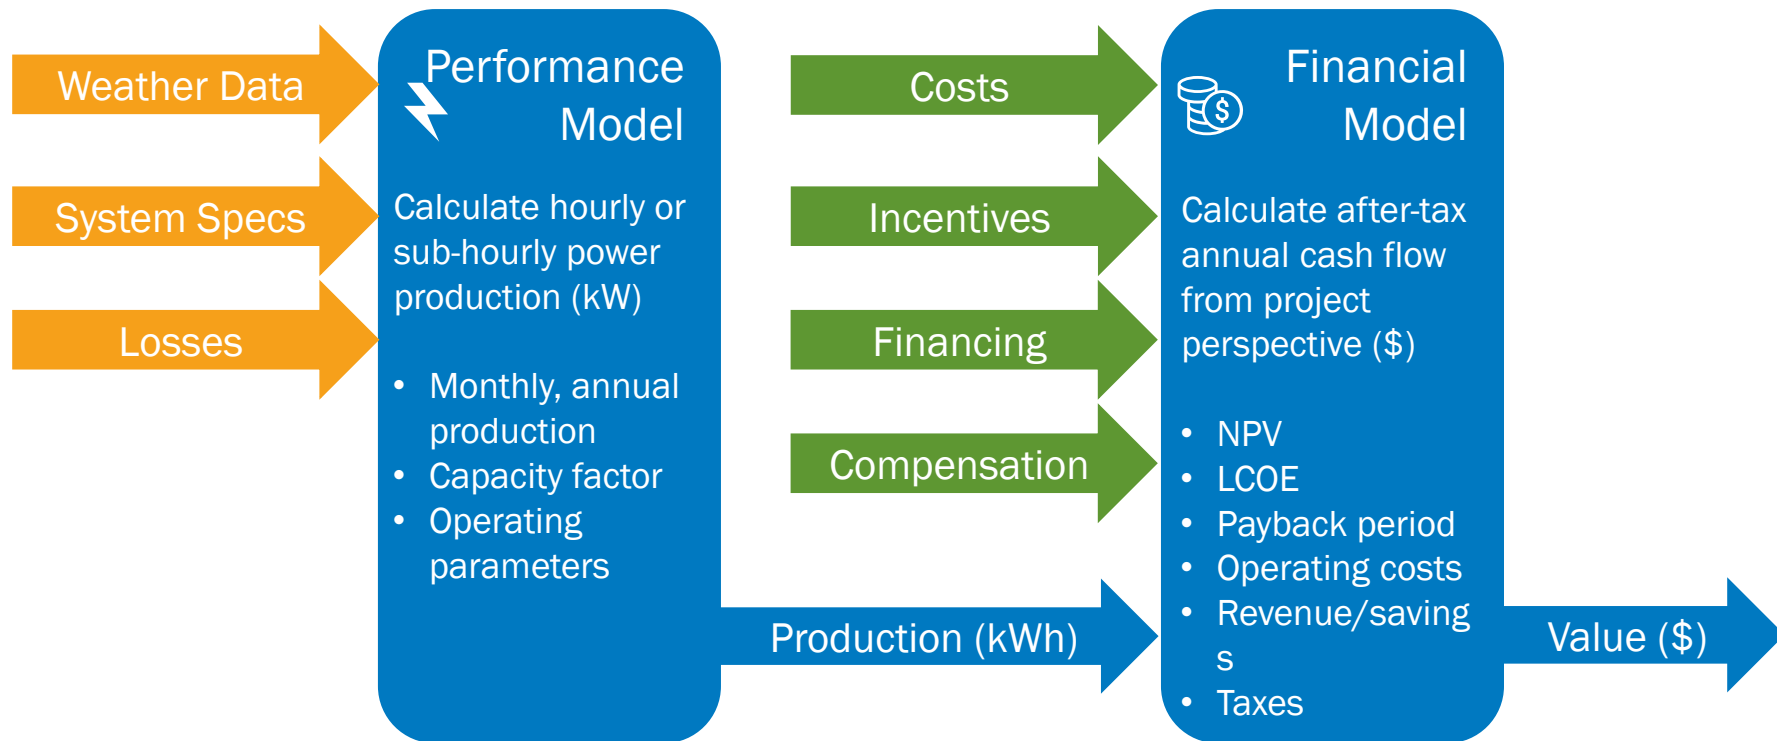 Weather Data
System Specs
Losses
Performance
Model
Calculate hourly or
sub-hourly power
production (kW)
• Monthly, annual
production
• Capacity factor
• Operating
parameters
Production (kWh)
Costs
Incentives
Financing
Compensation
$
Financial
Model
Calculate after-tax
annual cash flow
from project
perspective ($)
• NPV
• LCOE
• Payback period
• Operating costs
• Revenue/saving
s
• Taxes
Value ($)